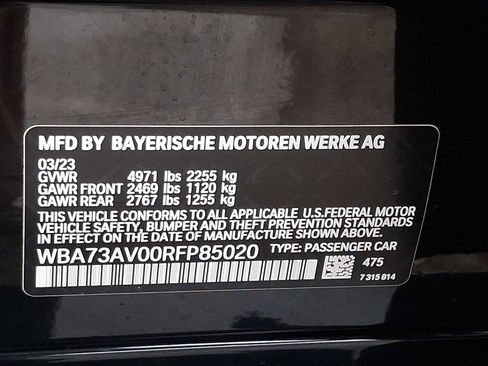 MFD BY BAYERISCHE MOTOREN WERKE AG
03/23
GVWR 4971 lbs 2255 kg
GAWR FRONT 2469 lbs 1120 kg
GAWR REAR 2767 lbs 1255 kg
THIS VEHICLE CONFORMS TO ALL APPLICABLE U.S.FEDERAL MOTOR
VEHICLE SAFETY, BUMPER AND THEFT PREVENTION STANDARDS
IN EFFECT ON THE DATE OF MANUFACTURE SHOWN ABOVE.
WBA73AV00RFP85020 TYPE: PASSENGER CAR
475
7 315 814